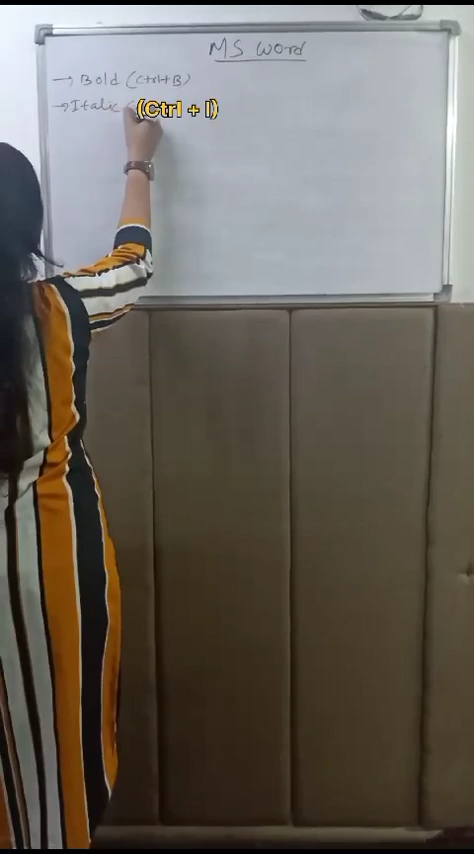 MS Word
→ Bold (Ctrl+B)
→ Italic ( (Ctrl + I)